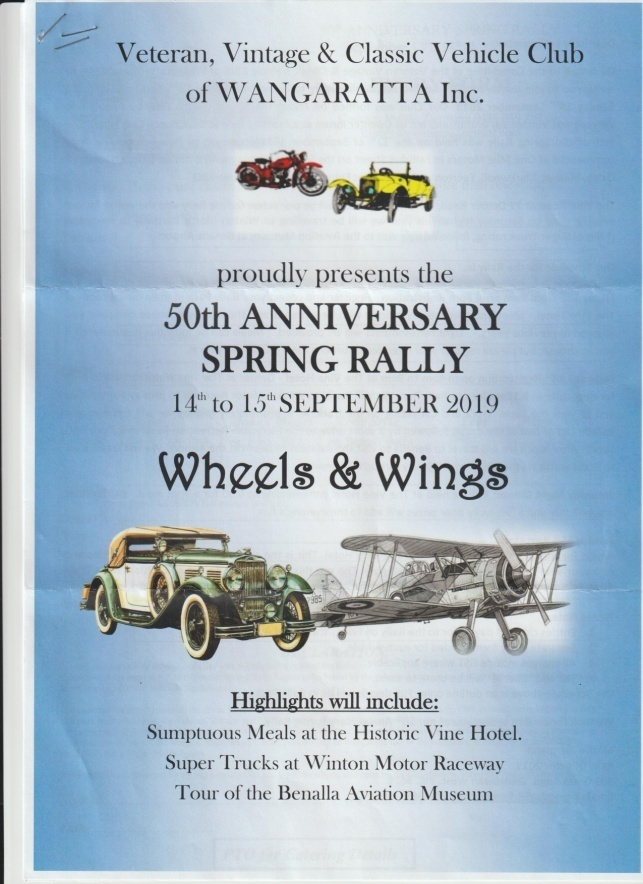 Veteran, Vintage & Classic Vehicle Club
of WANGARATTA Inc.
proudly presents the
50th ANNIVERSARY
SPRING RALLY
14th to 15th SEPTEMBER 2019
Wheels & Wings
985
Highlights will include:
Sumptuous Meals at the Historic Vine Hotel.
Super Trucks at Winton Motor Raceway
Tour of the Benalla Aviation Museum